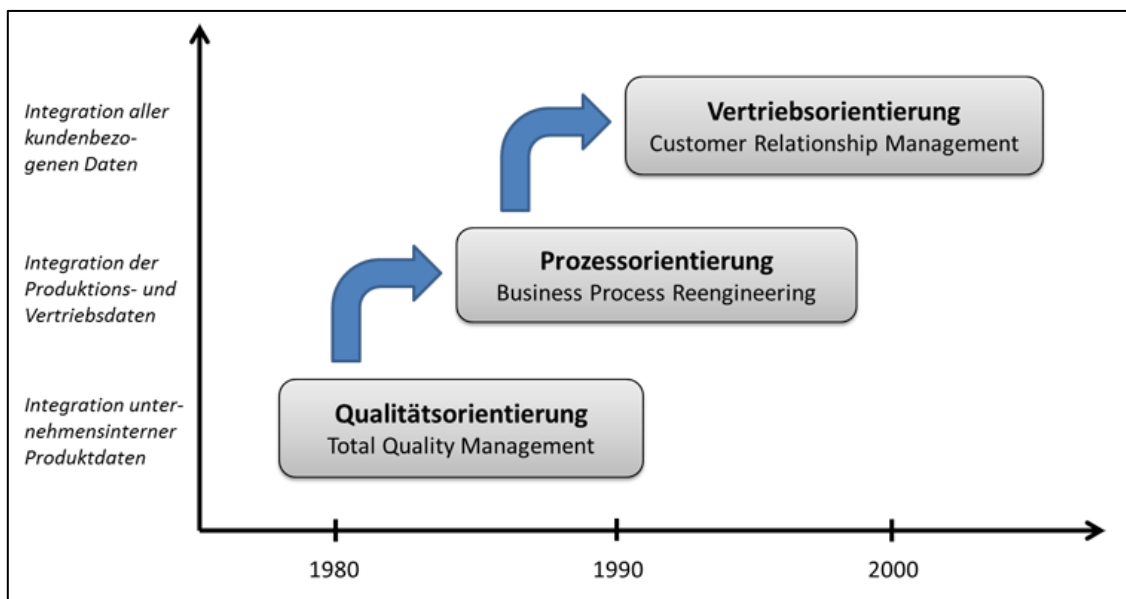 Integration aller
kundenbezo-
genen Daten
Vertriebsorientierung
Customer Relationship Management
Integration der
Produktions- und
Vertriebsdaten
Prozessorientierung
Business Process Reengineering
Integration unter-
nehmensinterner
Produktdaten
Qualitätsorientierung
Total Quality Management
1980
1990
2000